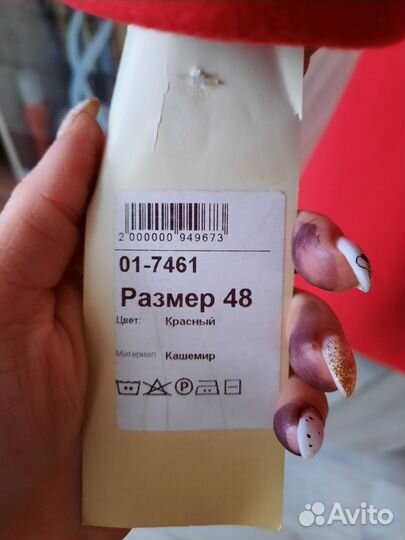 2 000000 949673
01-7461
Размер 48
Цвет: Красный
Материал: Кашемир
P
Avito